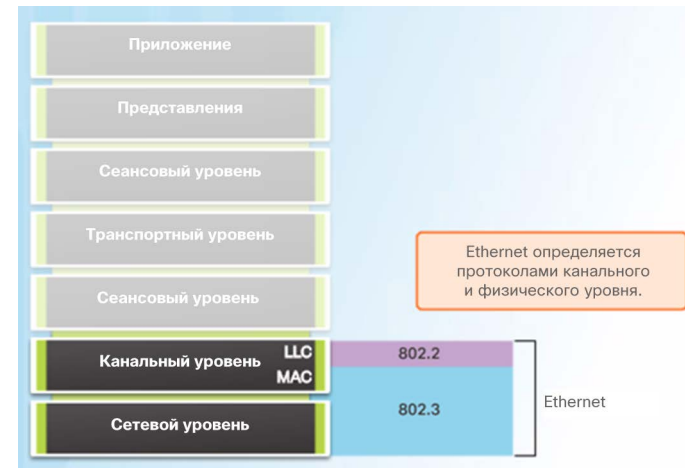 Приложение
Представления
Сеансовый уровень
Транспортный уровень
Ethernet определяется
протоколами канального
и физического уровня.
Сеансовый уровень
Канальный уровень
LLC
MAC
802.2
802.3
Ethernet
Сетевой уровень